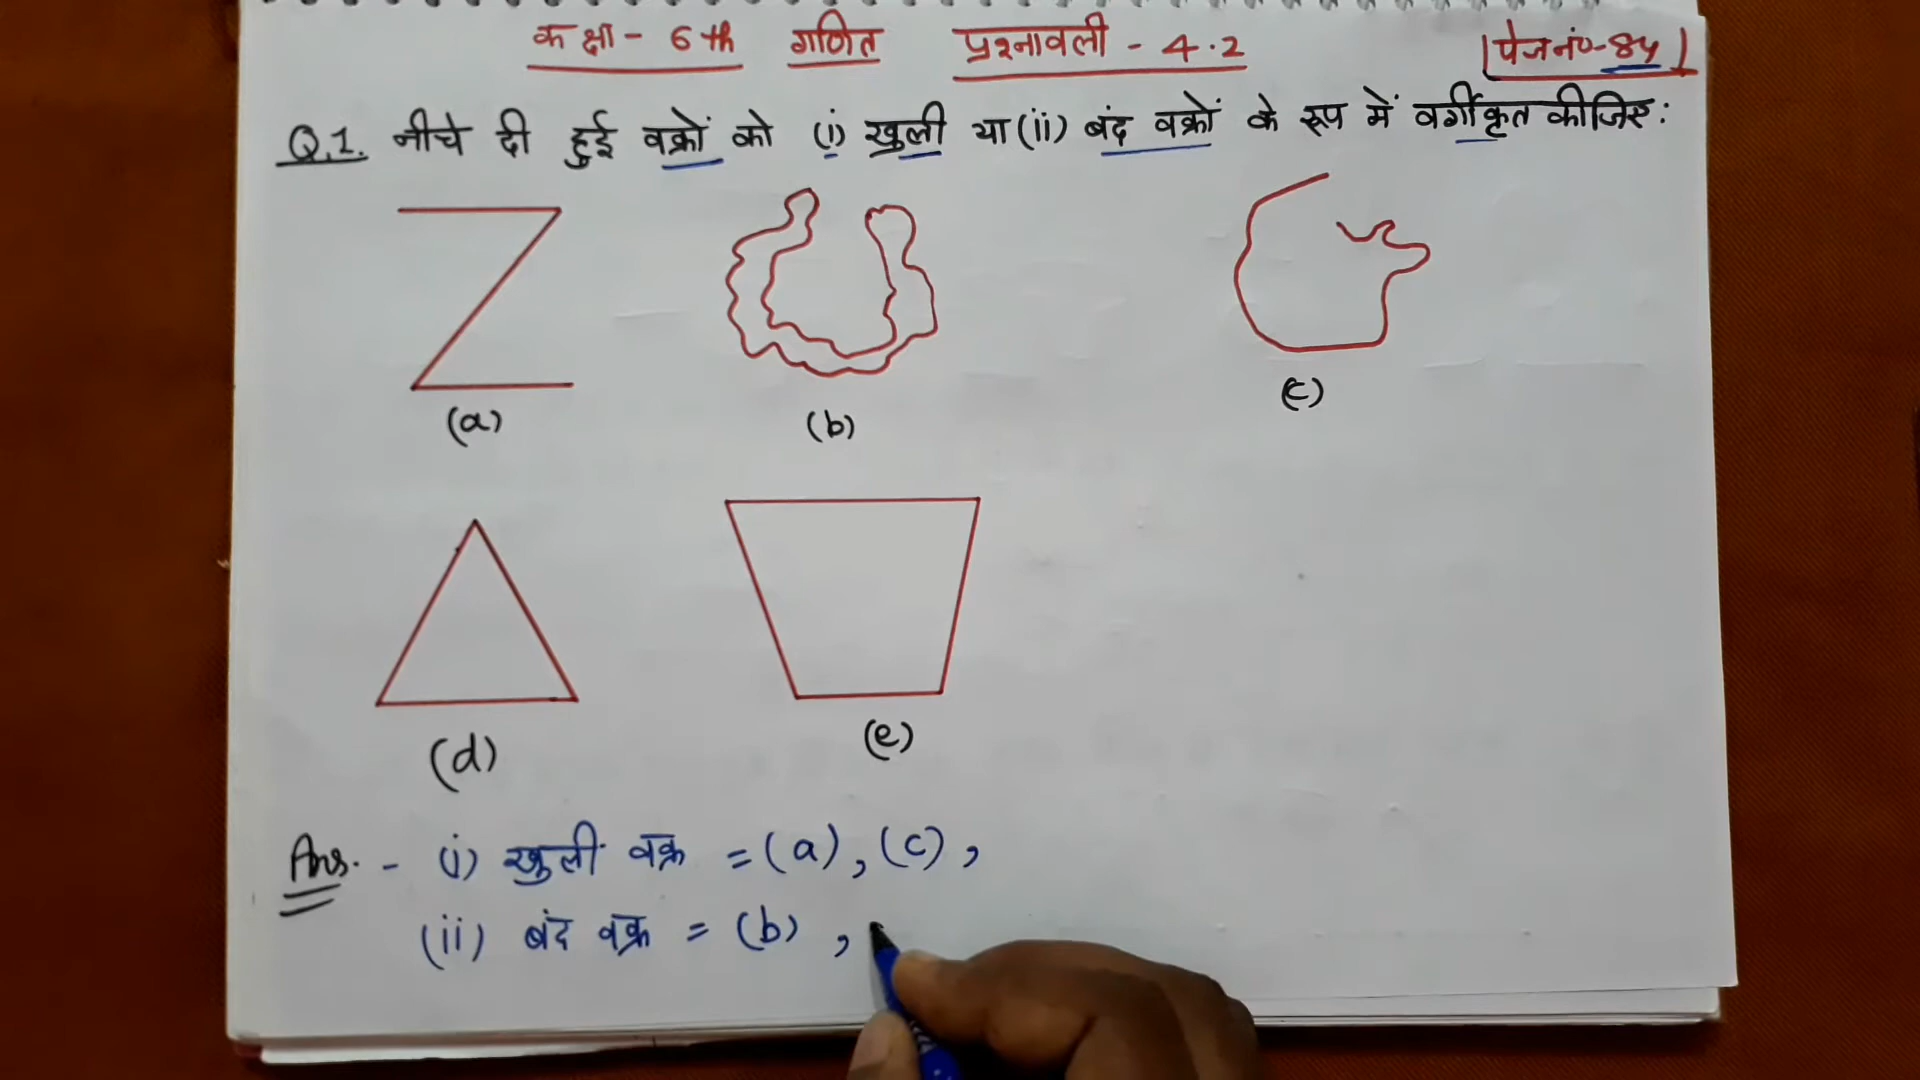 कक्षा - 6th गणित प्रश्नावली - 4.2 पेज नं०-84
Q.1. नीचे दी हुई वक्रों को (i) खुली या (ii) बंद वक्रों के रूप में वर्गीकृत कीजिए:
(a) (b) (c)
(d) (e)
Ans. - (i) खुली वक्र = (a), (c),
(ii) बंद वक्र = (b) ,